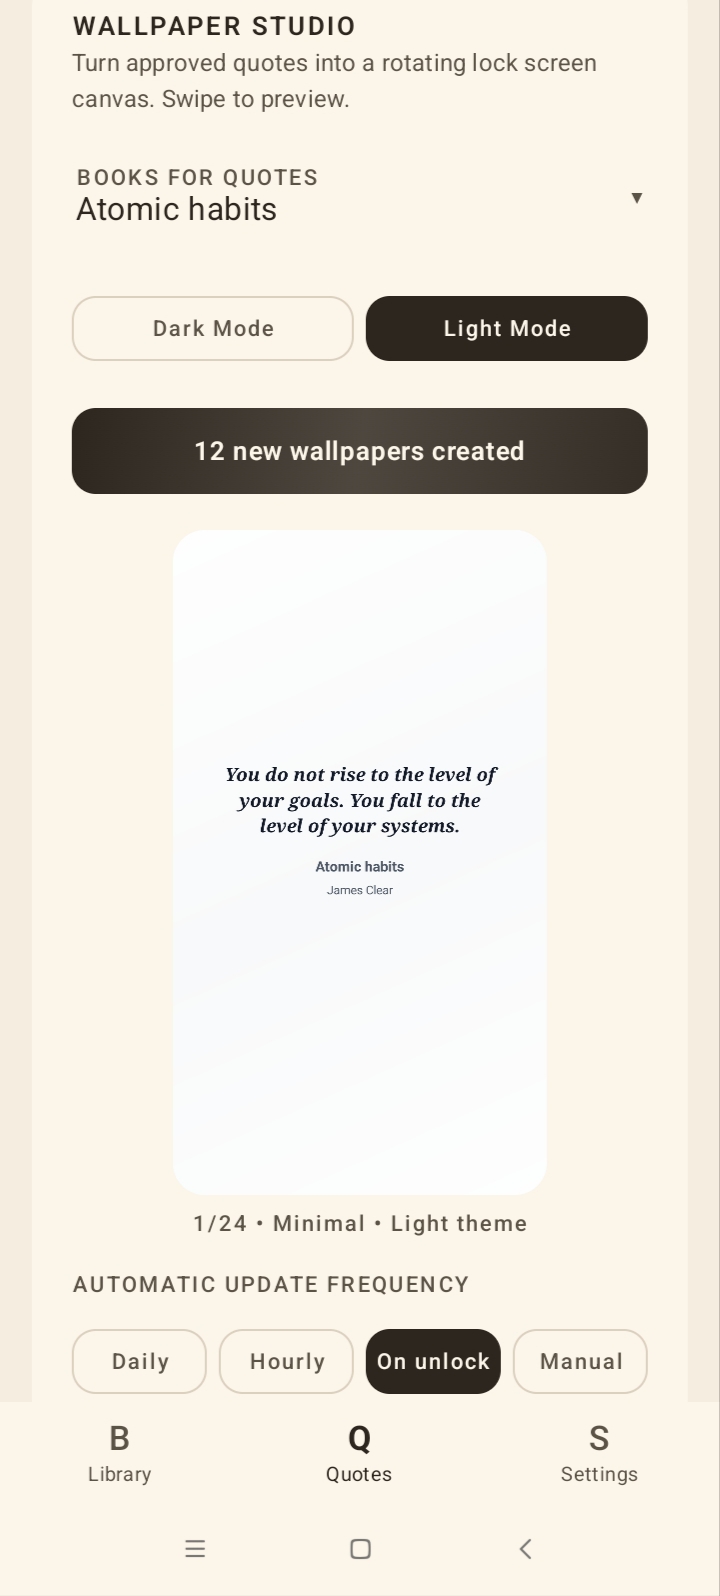 WALLPAPER STUDIO
Turn approved quotes into a rotating lock screen
canvas. Swipe to preview.
BOOKS FOR QUOTES
Atomic habits
Dark Mode
Light Mode
12 new wallpapers created
You do not rise to the level of
your goals. You fall to the
level of your systems.
Atomic habits
James Clear
1/24 • Minimal • Light theme
AUTOMATIC UPDATE FREQUENCY
Daily
Hourly
On unlock
Manual
B
Library
Q
Quotes
S
Settings